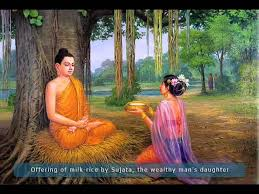 Offering of milk-rice by Sujata, the wealthy man's daughter